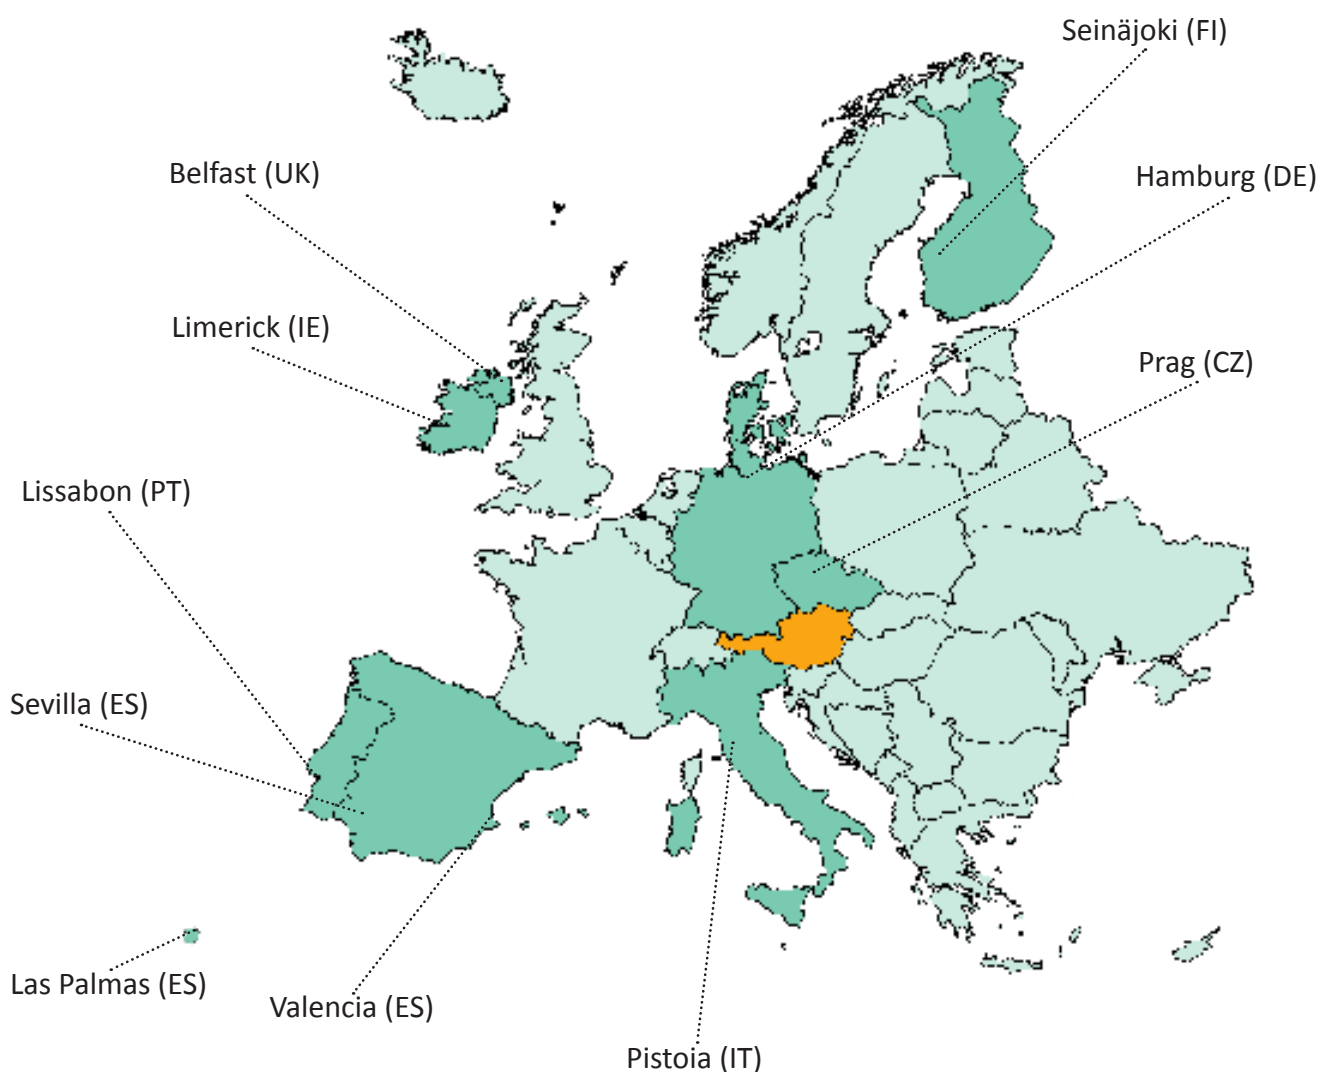 Seinäjoki (FI)
Belfast (UK)
Hamburg (DE)
Limerick (IE)
Prag (CZ)
Lissabon (PT)
Sevilla (ES)
Las Palmas (ES)
Valencia (ES)
Pistoia (IT)